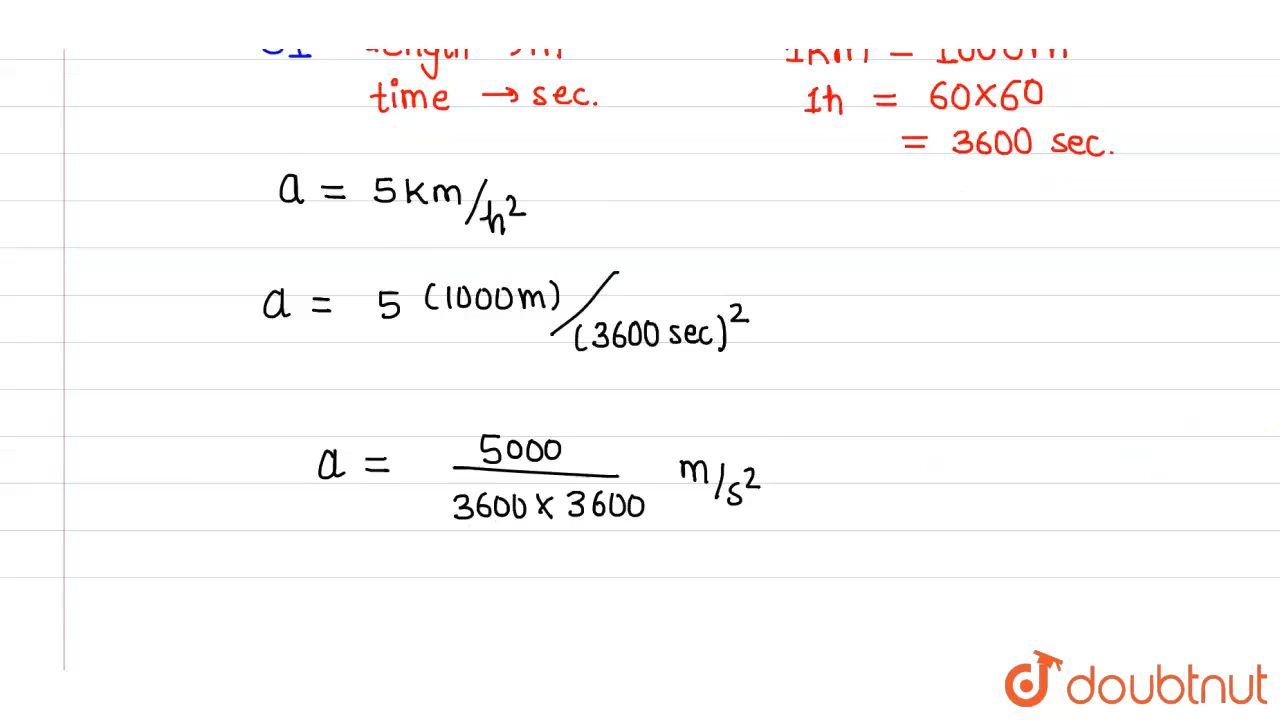 time → sec.
1h = 60×60
= 3600 sec.
a = 5km/h²
a = 5 (1000m)/(3600 sec)²
a = 5000
3600 × 3600 m/s²
doubtnut